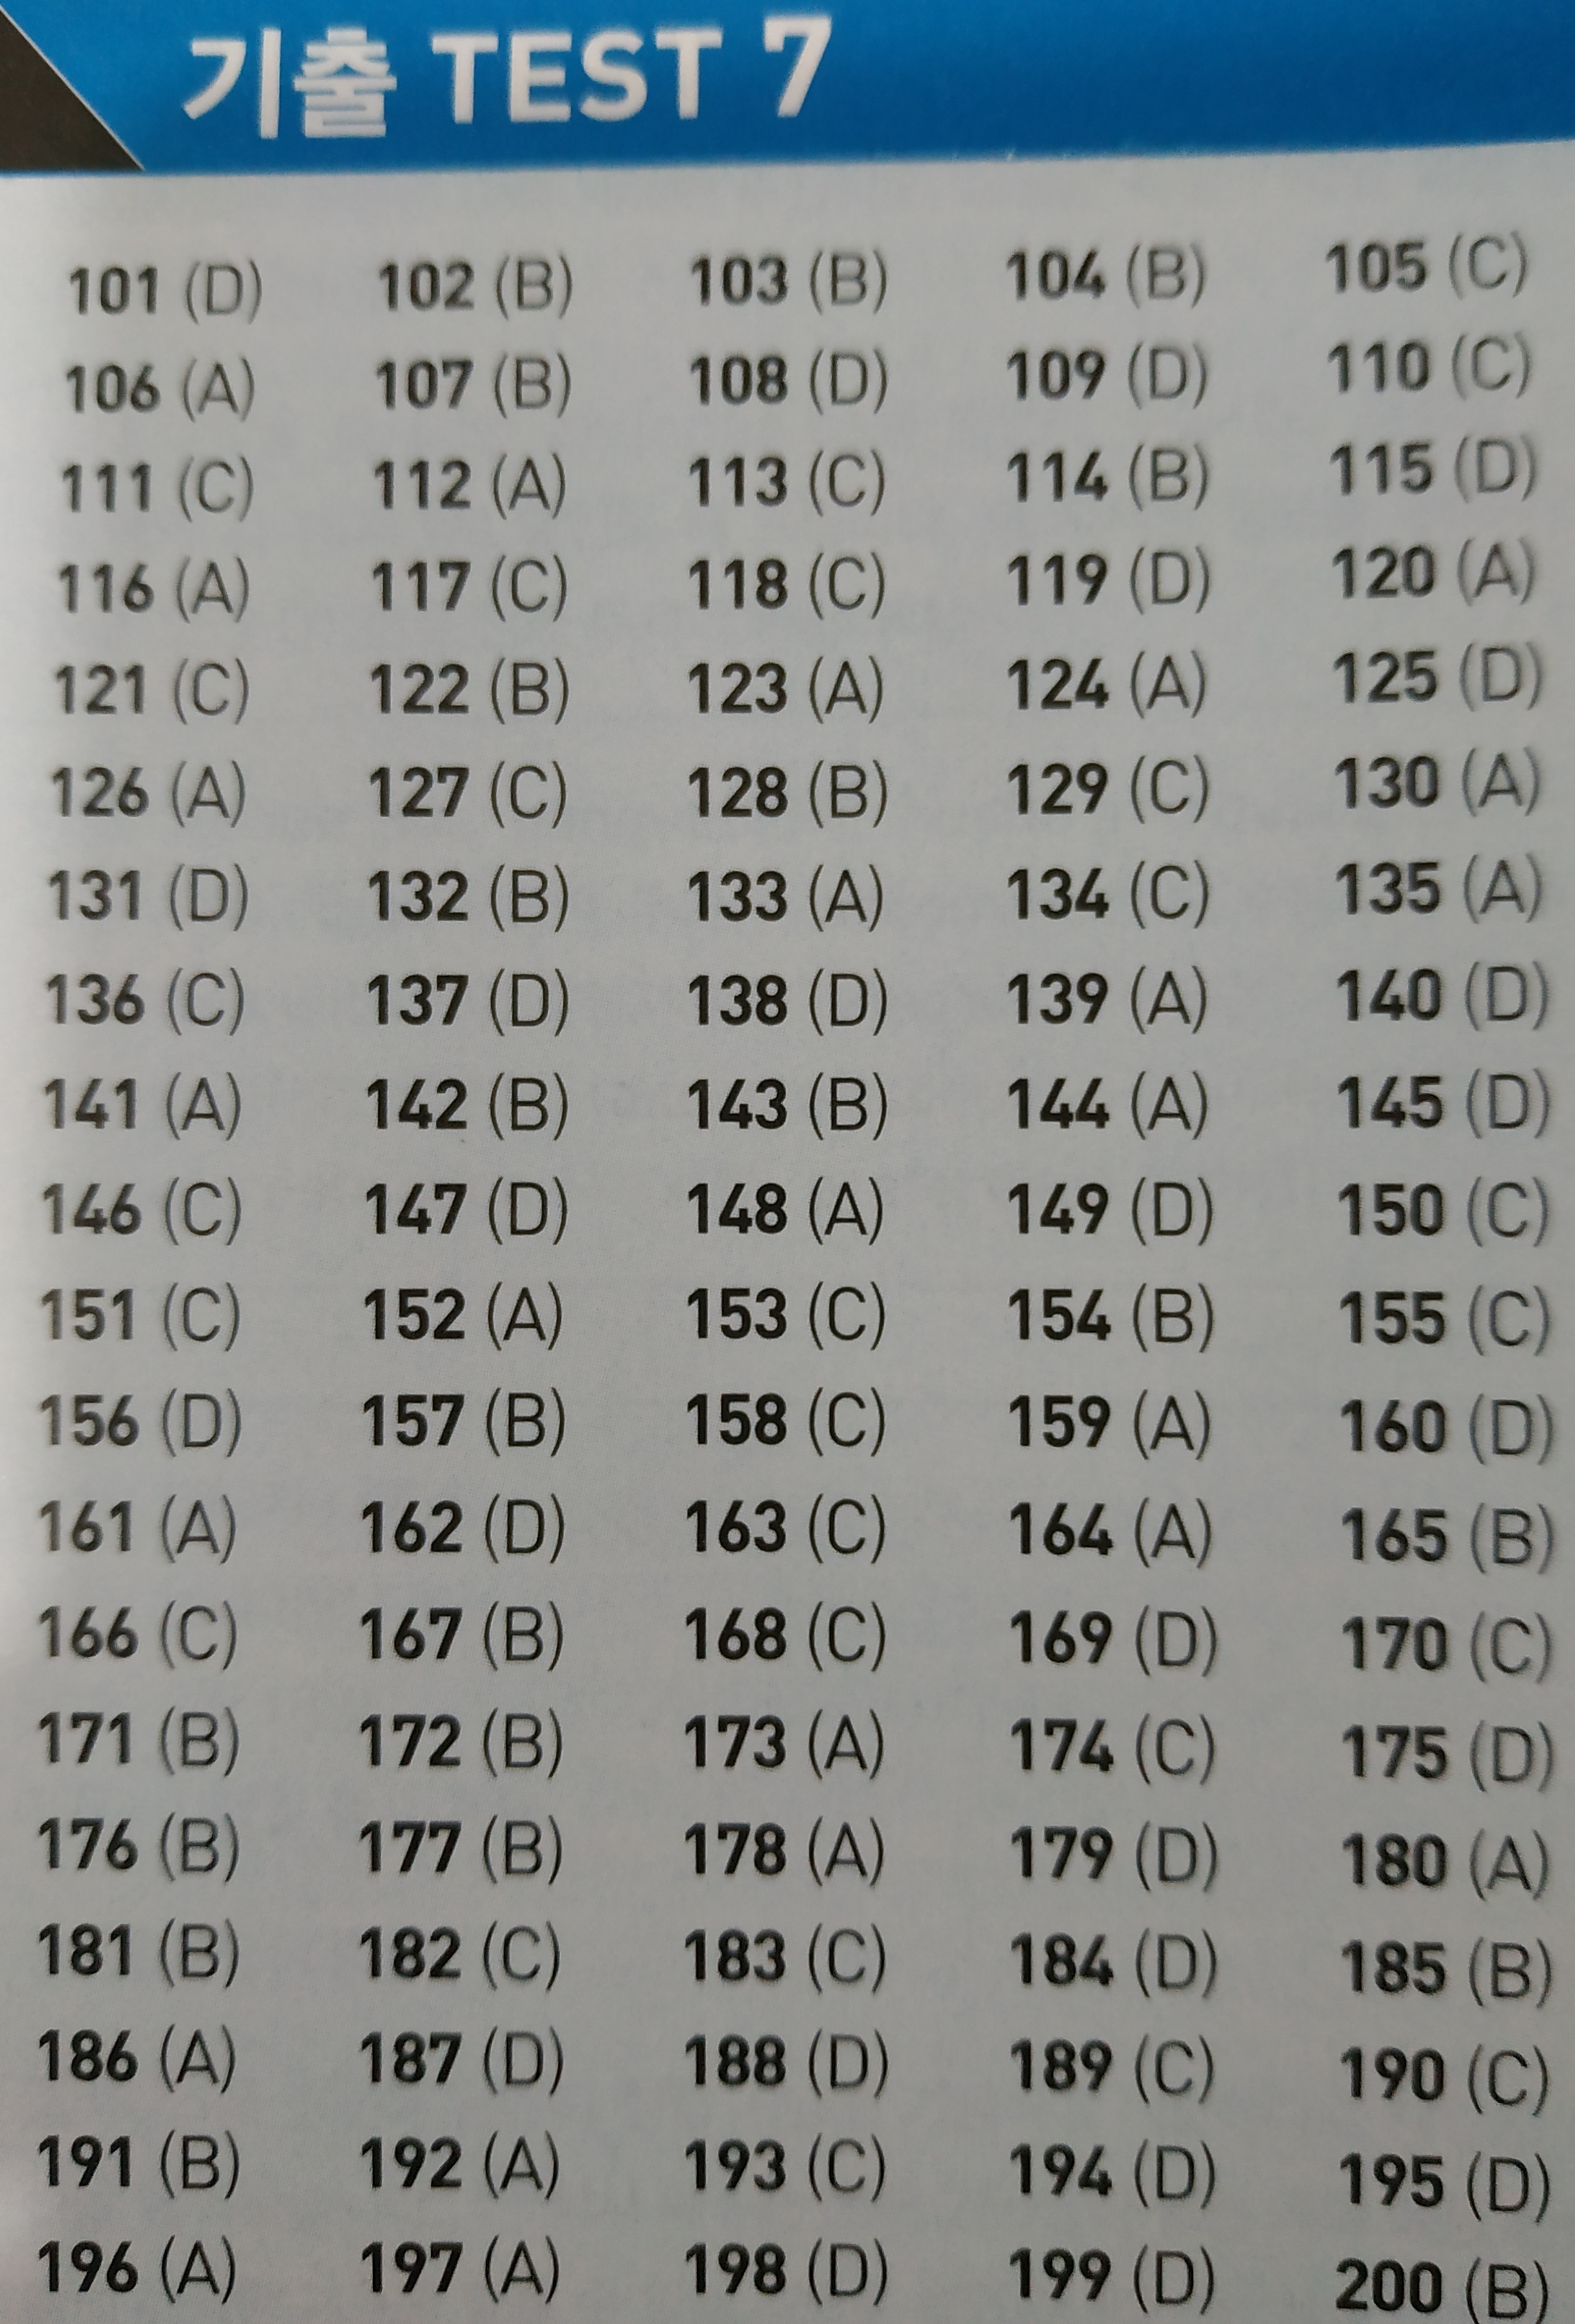 기출 TEST 7
101 (D) 102 (B) 103 (B) 104 (B) 105 (C)
106 (A) 107 (B) 108 (D) 109 (D) 110 (C)
111 (C) 112 (A) 113 (C) 114 (B) 115 (D)
116 (A) 117 (C) 118 (C) 119 (D) 120 (A)
121 (C) 122 (B) 123 (A) 124 (A) 125 (D)
126 (A) 127 (C) 128 (B) 129 (C) 130 (A)
131 (D) 132 (B) 133 (A) 134 (C) 135 (A)
136 (C) 137 (D) 138 (D) 139 (A) 140 (D)
141 (A) 142 (B) 143 (B) 144 (A) 145 (D)
146 (C) 147 (D) 148 (A) 149 (D) 150 (C)
151 (C) 152 (A) 153 (C) 154 (B) 155 (C)
156 (D) 157 (B) 158 (C) 159 (A) 160 (D)
161 (A) 162 (D) 163 (C) 164 (A) 165 (B)
166 (C) 167 (B) 168 (C) 169 (D) 170 (C)
171 (B) 172 (B) 173 (A) 174 (C) 175 (D)
176 (B) 177 (B) 178 (A) 179 (D) 180 (A)
181 (B) 182 (C) 183 (C) 184 (D) 185 (B)
186 (A) 187 (D) 188 (D) 189 (C) 190 (C)
191 (B) 192 (A) 193 (C) 194 (D) 195 (D)
196 (A) 197 (A) 198 (D) 199 (D) 200 (B)